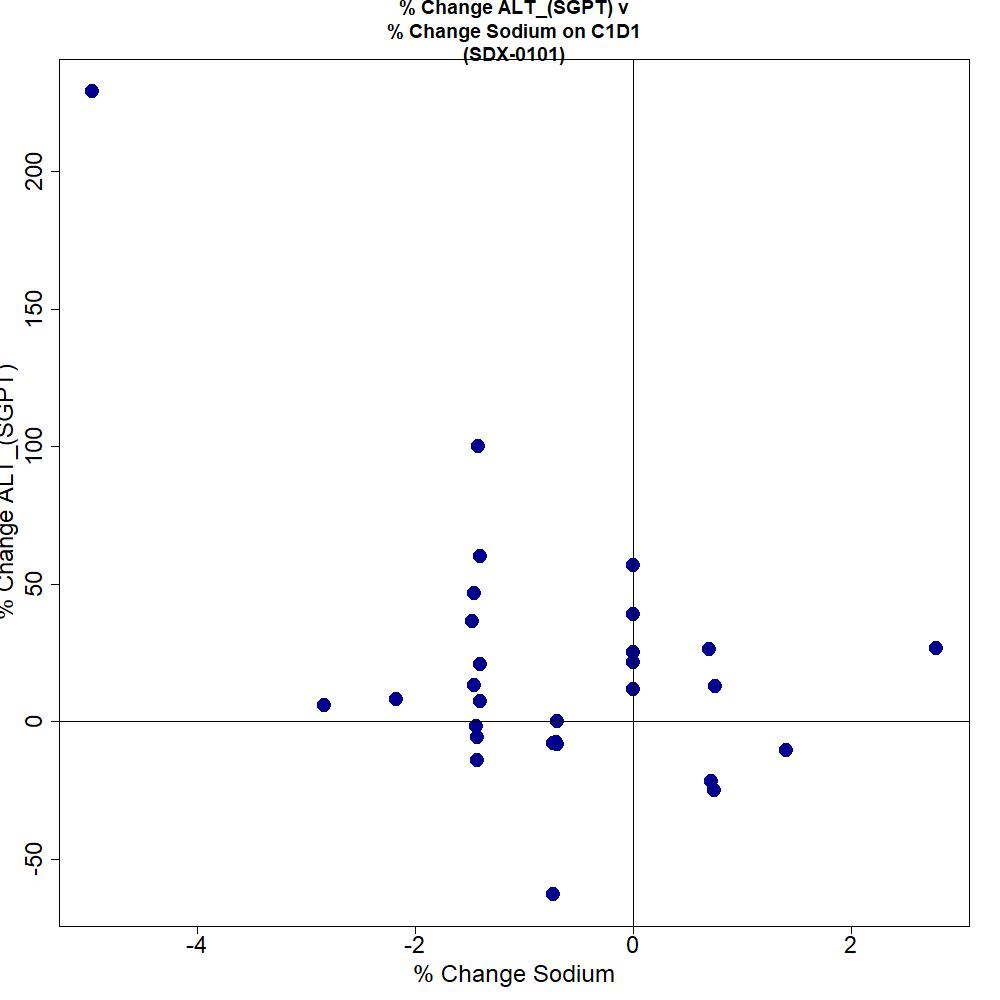 % Change ALT_(SGPT) v
% Change Sodium on C1D1
(SDX-0101)
% Change ALT_(SGPT)
200
150
100
50
0
-50
-4
-2
0
2
% Change Sodium